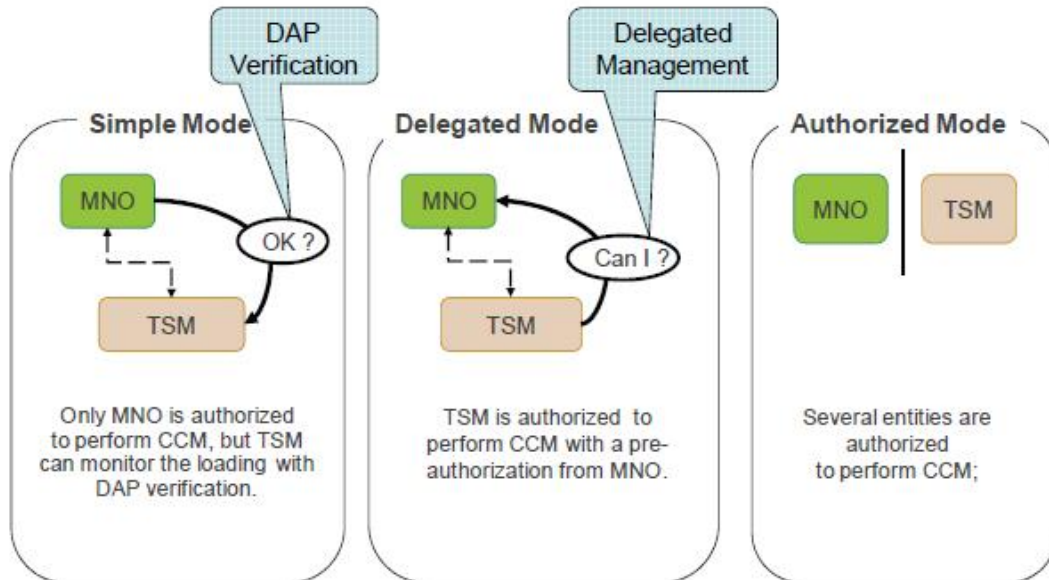 DAP
Verification
Delegated
Management
Simple Mode
MNO
OK ?
TSM
Only MNO is authorized
to perform CCM, but TSM
can monitor the loading with
DAP verification.
Delegated Mode
MNO
Can I ?
TSM
TSM is authorized to
perform CCM with a pre-
authorization from MNO.
Authorized Mode
MNO
TSM
Several entities are
authorized
to perform CCM;